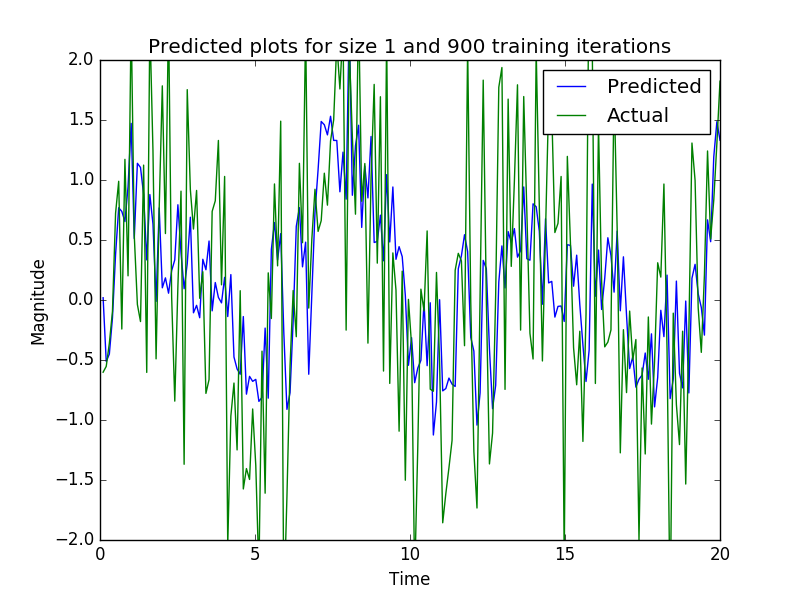 Predicted plots for size 1 and 900 training iterations
Predicted
Actual
2.0
1.5
1.0
0.5
0.0
−0.5
−1.0
−1.5
−2.0
Magnitude
0
5
10
15
20
Time